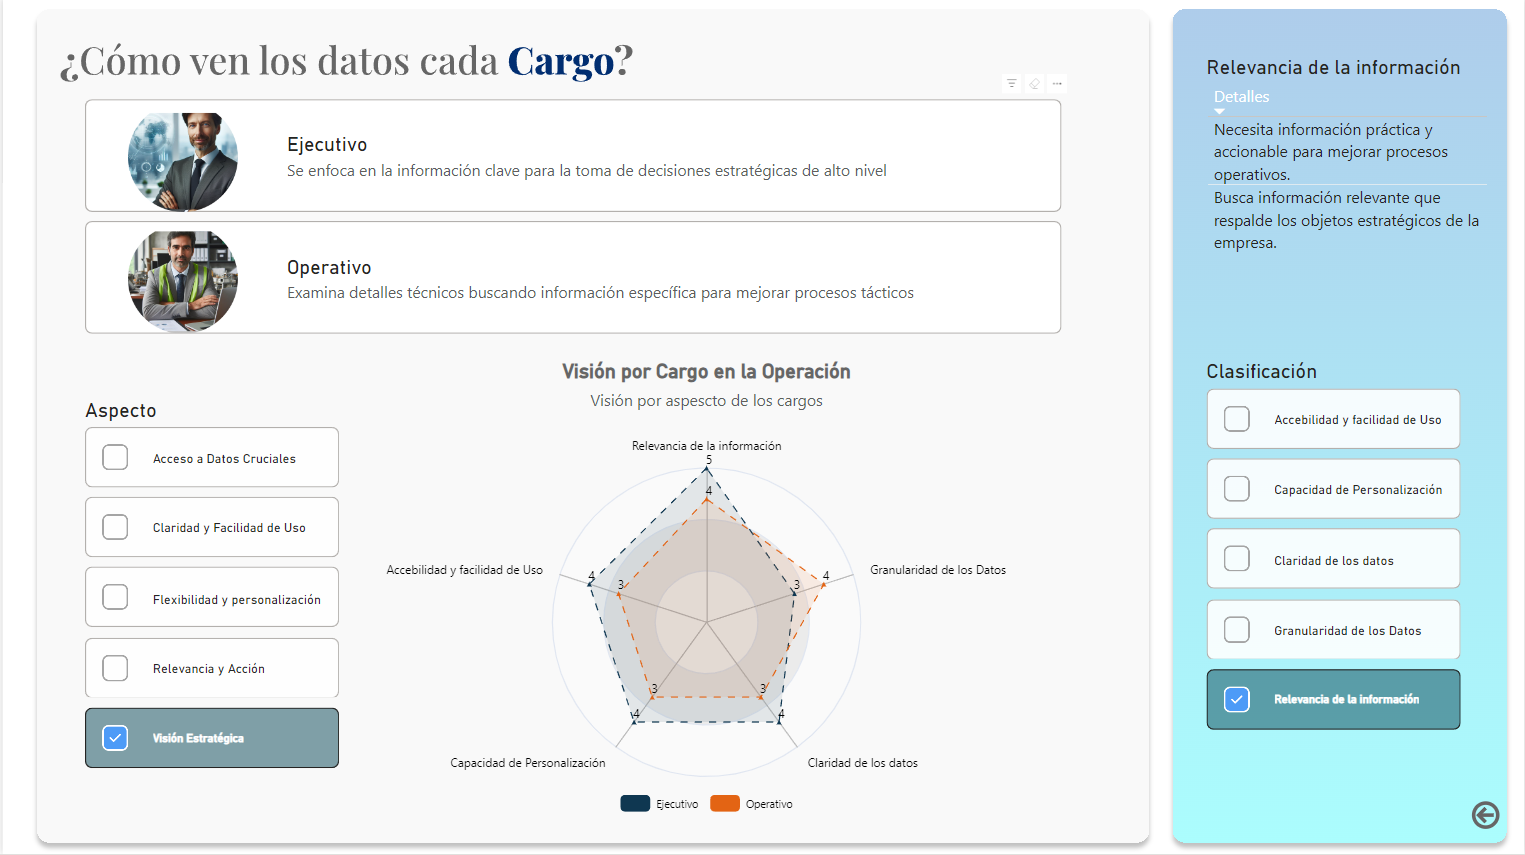 ¿Cómo ven los datos cada Cargo?
Ejecutivo
Se enfoca en la información clave para la toma de decisiones estratégicas de alto nivel
Operativo
Examina detalles técnicos buscando información específica para mejorar procesos tácticos
Aspecto
Acceso a Datos Cruciales
Claridad y Facilidad de Uso
Flexibilidad y personalización
Relevancia y Acción
Visión Estratégica
Visión por Cargo en la Operación
Visión por aspescto de los cargos
Relevancia de la información
5
4
Accebilidad y facilidad de Uso
4
3
3
4
Granularidad de los Datos
3
3
4
4
Capacidad de Personalización
Claridad de los datos
Ejecutivo
Operativo
Relevancia de la información
Detalles
Necesita información práctica y
accionable para mejorar procesos
operativos.
Busca información relevante que
respalde los objetos estratégicos de la
empresa.
Clasificación
Accebilidad y facilidad de Uso
Capacidad de Personalización
Claridad de los datos
Granularidad de los Datos
Relevancia de la información